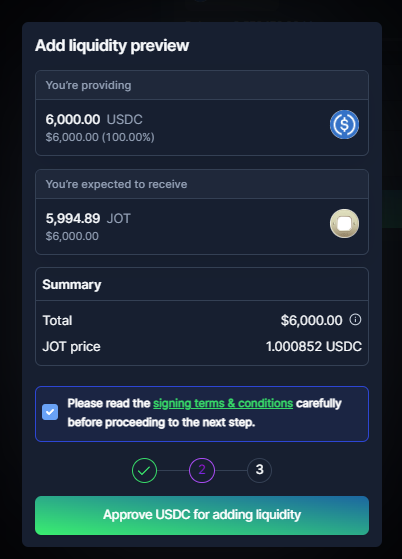 Add liquidity preview
You're providing
6,000.00 USDC
$6,000.00 (100.00%)
You're expected to receive
5,994.89 JOT
$6,000.00
Summary
Total $6,000.00
JOT price 1.000852 USDC
Please read the signing terms & conditions carefully
before proceeding to the next step.
2 3
Approve USDC for adding liquidity